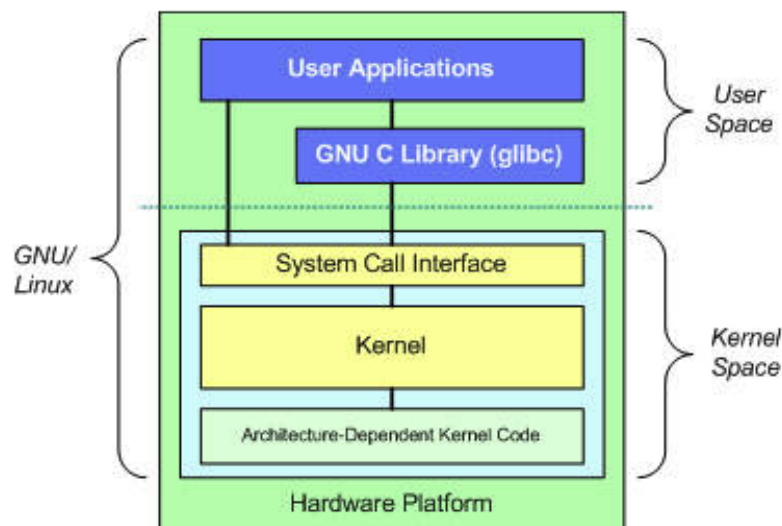 User Applications
User
Space
GNU C Library (glibc)
GNU/
Linux
System Call Interface
Kernel
Kernel
Space
Architecture-Dependent Kernel Code
Hardware Platform